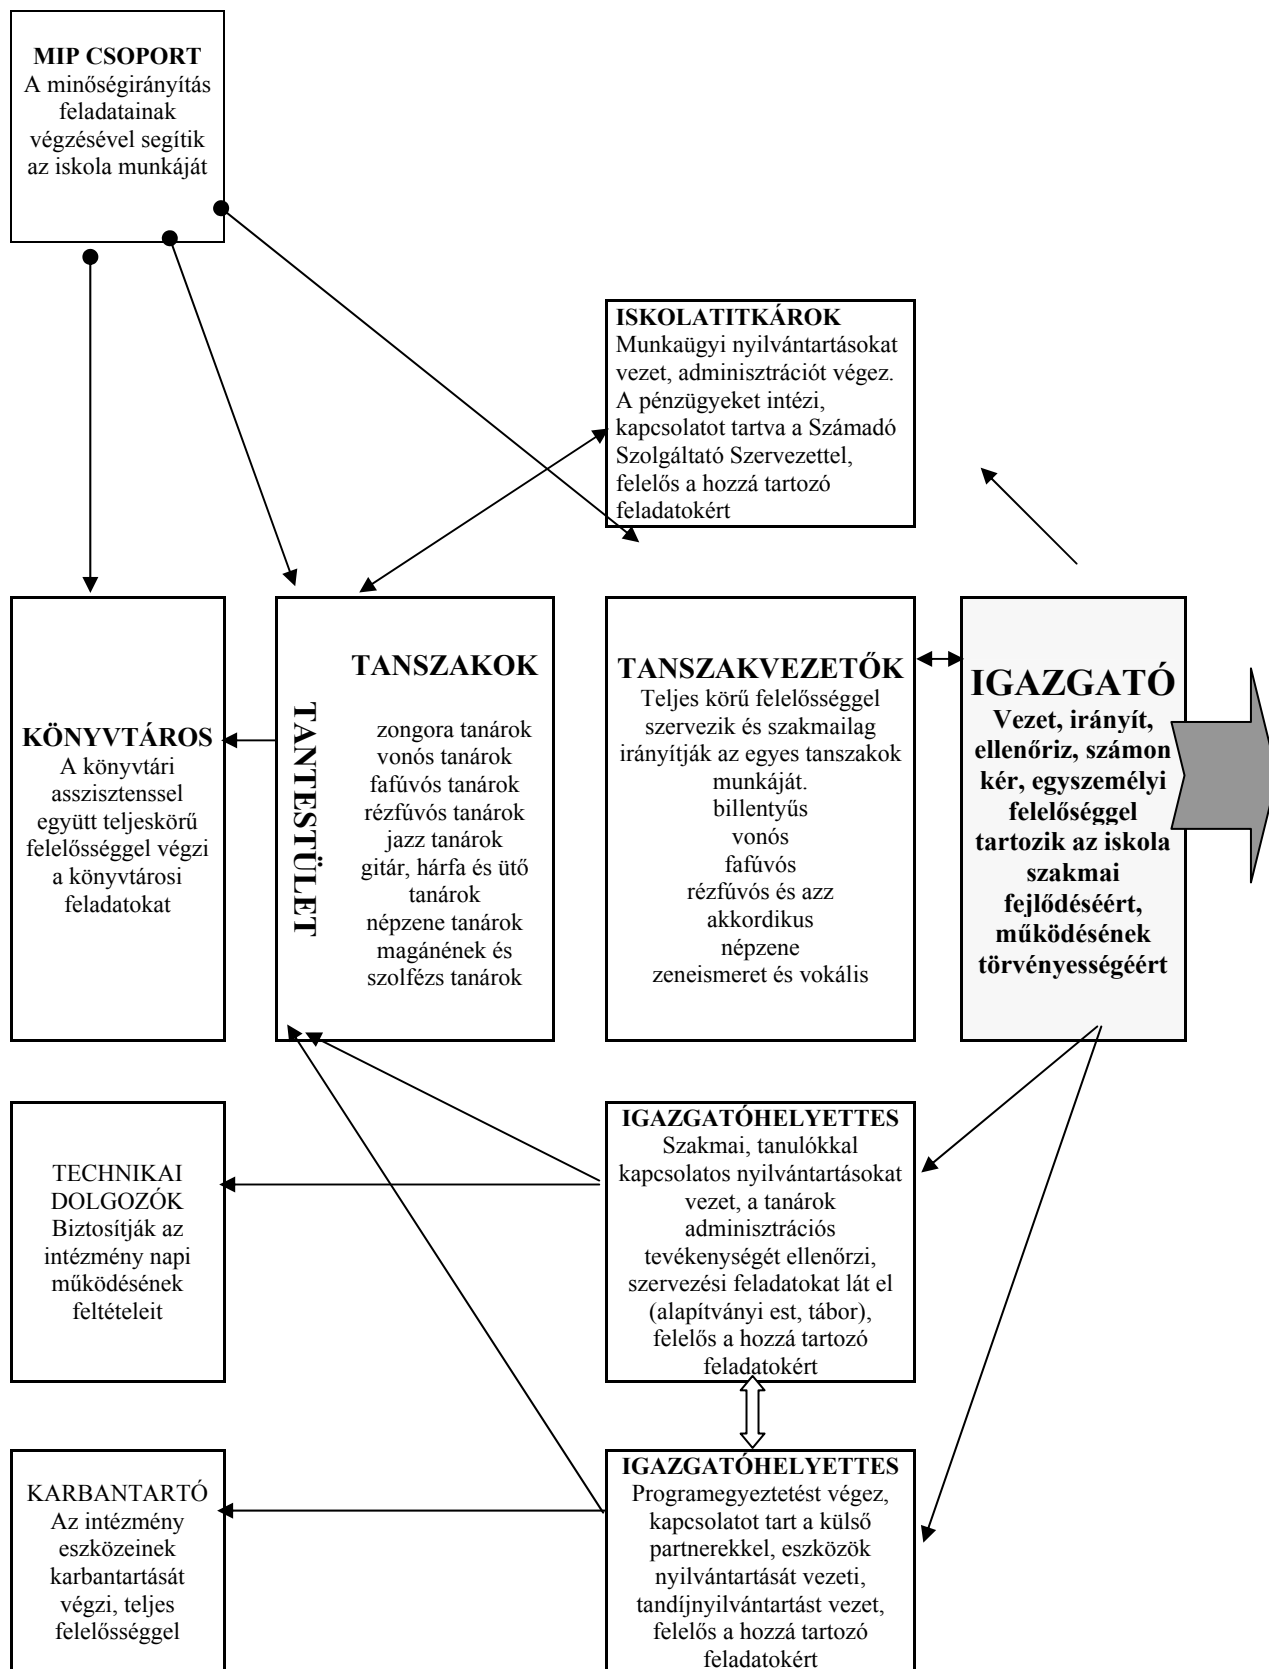 MIP CSOPORT
A minőségirányítás
feladatainak
végzésével segítik
az iskola munkáját
ISKOLATITKÁROK
Munkaügyi nyilvántartásokat
vezet, adminisztrációt végez.
A pénzügyeket intézi,
kapcsolatot tartva a Számadó
Szolgáltató Szervezettel,
felelős a hozzá tartozó
feladatokért
KÖNYVTÁROS
A könyvtári
asszisztenssel
együtt teljeskörű
felelősséggel végzi
a könyvtárosi
feladatokat
TANTESTÜLET
TANSZAKOK
zongora tanárok
vonós tanárok
fafúvós tanárok
rézfúvós tanárok
jazz tanárok
gitár, hárfa és ütő
tanárok
népzene tanárok
magánének és
szolfézs tanárok
TANSZAKVEZETŐK
Teljes körű felelősséggel
szervezik és szakmailag
irányítják az egyes tanszakok
munkáját.
billentyűs
vonós
fafúvós
rézfúvós és azz
akkordikus
népzene
zeneismeret és vokális
IGAZGATÓ
Vezet, irányít,
ellenőriz, számon
kér, egyszemélyi
felelőséggel
tartozik az iskola
szakmai
fejlődéséért,
működésének
törvényességéért
TECHNIKAI
DOLGOZÓK
Biztosítják az
intézmény napi
működésének
feltételeit
IGAZGATÓHELYETTES
Szakmai, tanulókkal
kapcsolatos nyilvántartásokat
vezet, a tanárok
adminisztrációs
tevékenységét ellenőrzi,
szervezési feladatokat lát el
(alapítványi est, tábor),
felelős a hozzá tartozó
feladatokért
KARBANTARTÓ
Az intézmény
eszközeinek
karbantartását
végzi, teljes
felelősséggel
IGAZGATÓHELYETTES
Programegyeztetést végez,
kapcsolatot tart a külső
partnerekkel, eszközök
nyilvántartását vezeti,
tandíjnyilvántartást vezet,
felelős a hozzá tartozó
feladatokért